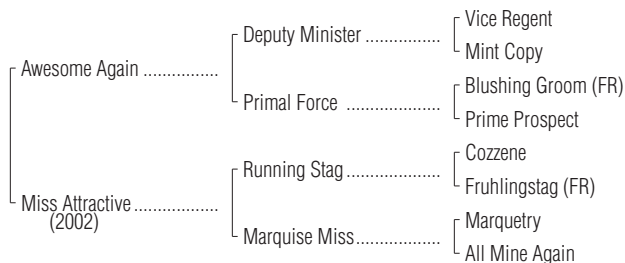 Vice Regent
Deputy Minister ................
Mint Copy
Awesome Again ................
Blushing Groom (FR)
Primal Force ....................
Prime Prospect
Cozzene
Running Stag....................
Fruhlingstag (FR)
Miss Attractive ..................
(2002)
Marquetry
Marquise Miss..................
All Mine Again